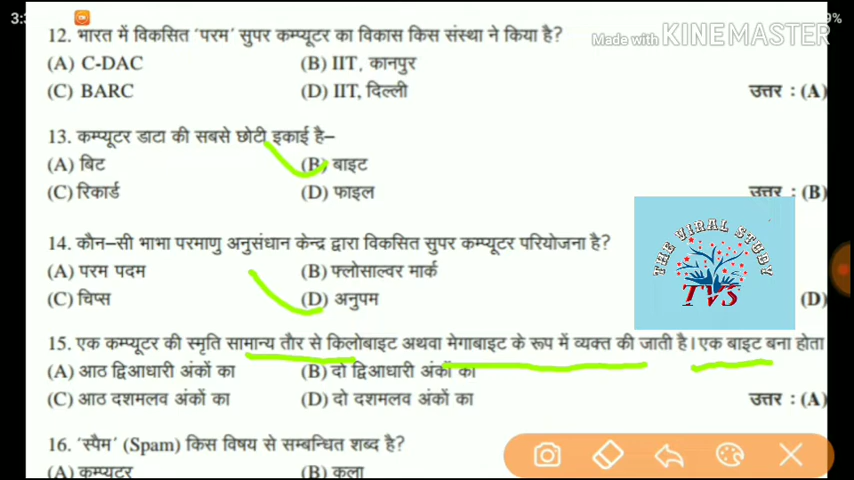 3:
9%
Made with KINEMASTER
12. भारत में विकसित ‘परम’ सुपर कम्प्यूटर का विकास किस संस्था ने किया है?
(A) C-DAC (B) IIT, कानपुर
(C) BARC (D) IIT, दिल्ली उत्तर : (A)
13. कम्प्यूटर डाटा की सबसे छोटी इकाई है–
(A) बिट (B) बाइट
(C) रिकार्ड (D) फाइल उत्तर : (B)
14. कौन–सी भाभा परमाणु अनुसंधान केन्द्र द्वारा विकसित सुपर कम्प्यूटर परियोजना है?
(A) परम पदम (B) फ्लोसाल्वर मार्क
(C) चिप्स (D) अनुपम (D)
THE VIRAL STUDY
TVS
15. एक कम्प्यूटर की स्मृति सामान्य तौर से किलोबाइट अथवा मेगाबाइट के रूप में व्यक्त की जाती है। एक बाइट बना होता
(A) आठ द्विआधारी अंकों का (B) दो द्विआधारी अंकों का
(C) आठ दशमलव अंकों का (D) दो दशमलव अंकों का उत्तर : (A)
16. ‘स्पैम’ (Spam) किस विषय से सम्बन्धित शब्द है?
(A) कम्प्यूटर (B) कला